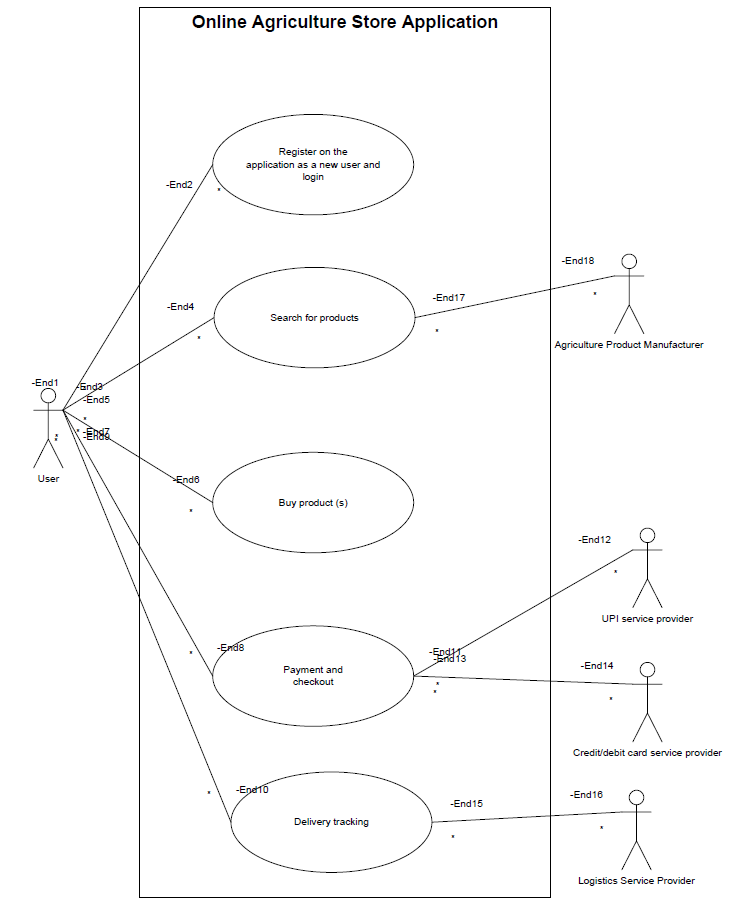 Online Agriculture Store Application
Register on the
application as a new user and
login
-End2
*
-End18
-End17
*
*
-End4
Search for products
*
Agriculture Product Manufacturer
-End1
-End3
-End5
*
*
-End7
-End9
*
*
User
-End6
Buy product (s)
*
-End12
*
UPI service provider
-End8
*
-End11
-End13
Payment and
checkout
-End14
*
*
*
Credit/debit card service provider
-End10
*
-End15
-End16
Delivery tracking
*
*
Logistics Service Provider